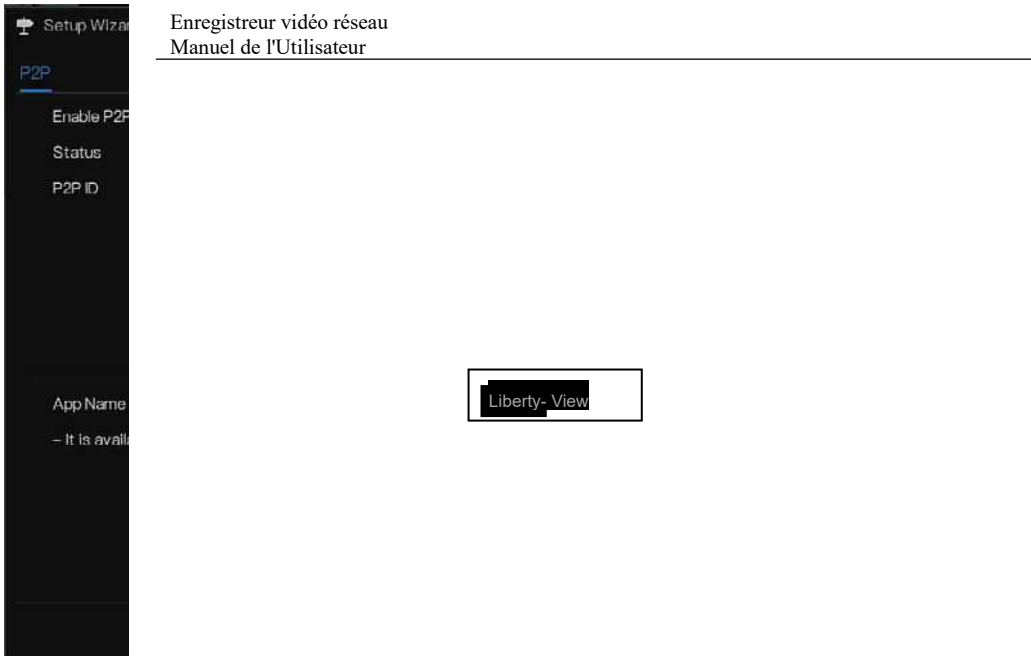 Setup Wizar
Enregistreur vidéo réseau
Manuel de l'Utilisateur
P2P
Enable P2P
Status
P2P ID
App Name
Liberty- View
– It is avail